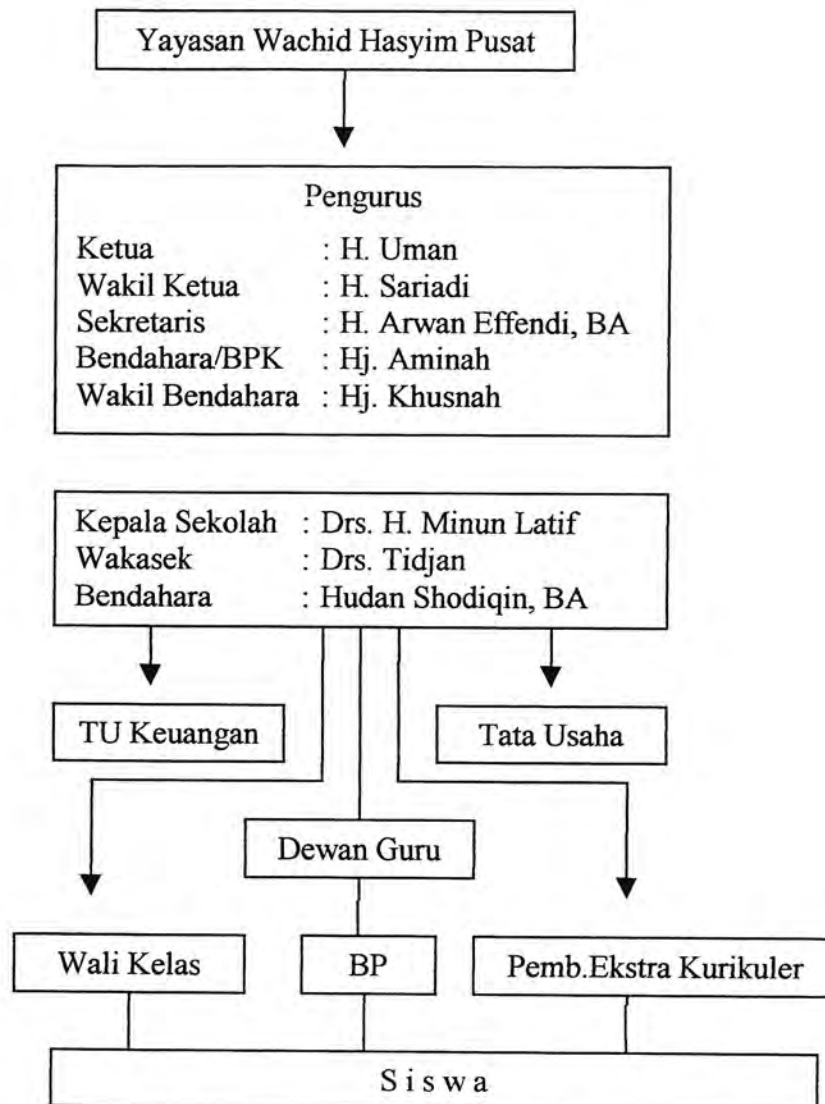 Yayasan Wachid Hasyim Pusat
Pengurus
Ketua : H. Uman
Wakil Ketua : H. Sariadi
Sekretaris : H. Arwan Effendi, BA
Bendahara/BPK : Hj. Aminah
Wakil Bendahara : Hj. Khusnah
Kepala Sekolah : Drs. H. Minun Latif
Wakasek : Drs. Tidjan
Bendahara : Hudan Shodiqin, BA
TU Keuangan
Tata Usaha
Dewan Guru
Wali Kelas
BP
Pemb.Ekstra Kurikuler
S i s w a